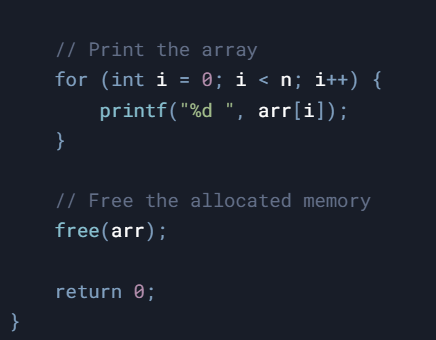 // Print the array
for (int i = 0; i < n; i++) {
printf("%d ", arr[i]);
}
// Free the allocated memory
free(arr);
return 0;
}